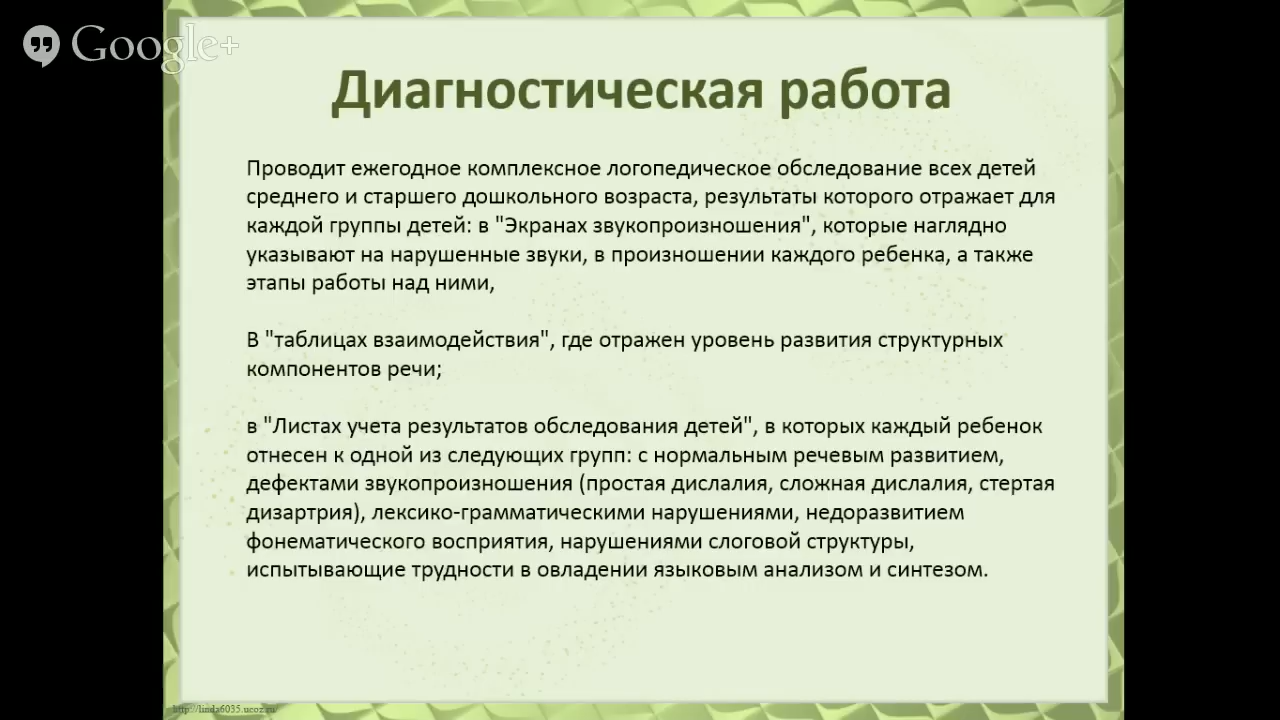 Google+
Диагностическая работа
Проводит ежегодное комплексное логопедическое обследование всех детей
среднего и старшего дошкольного возраста, результаты которого отражает для
каждой группы детей: в "Экранах звукопроизношения", которые наглядно
указывают на нарушенные звуки, в произношении каждого ребенка, а также
этапы работы над ними,
В "таблицах взаимодействия", где отражен уровень развития структурных
компонентов речи;
в "Листах учета результатов обследования детей", в которых каждый ребенок
отнесен к одной из следующих групп: с нормальным речевым развитием,
дефектами звукопроизношения (простая дислалия, сложная дислалия, стертая
дизартрия), лексико-грамматическими нарушениями, недоразвитием
фонематического восприятия, нарушениями слоговой структуры,
испытывающие трудности в овладении языковым анализом и синтезом.
http://linda6035.ucoz.ru/